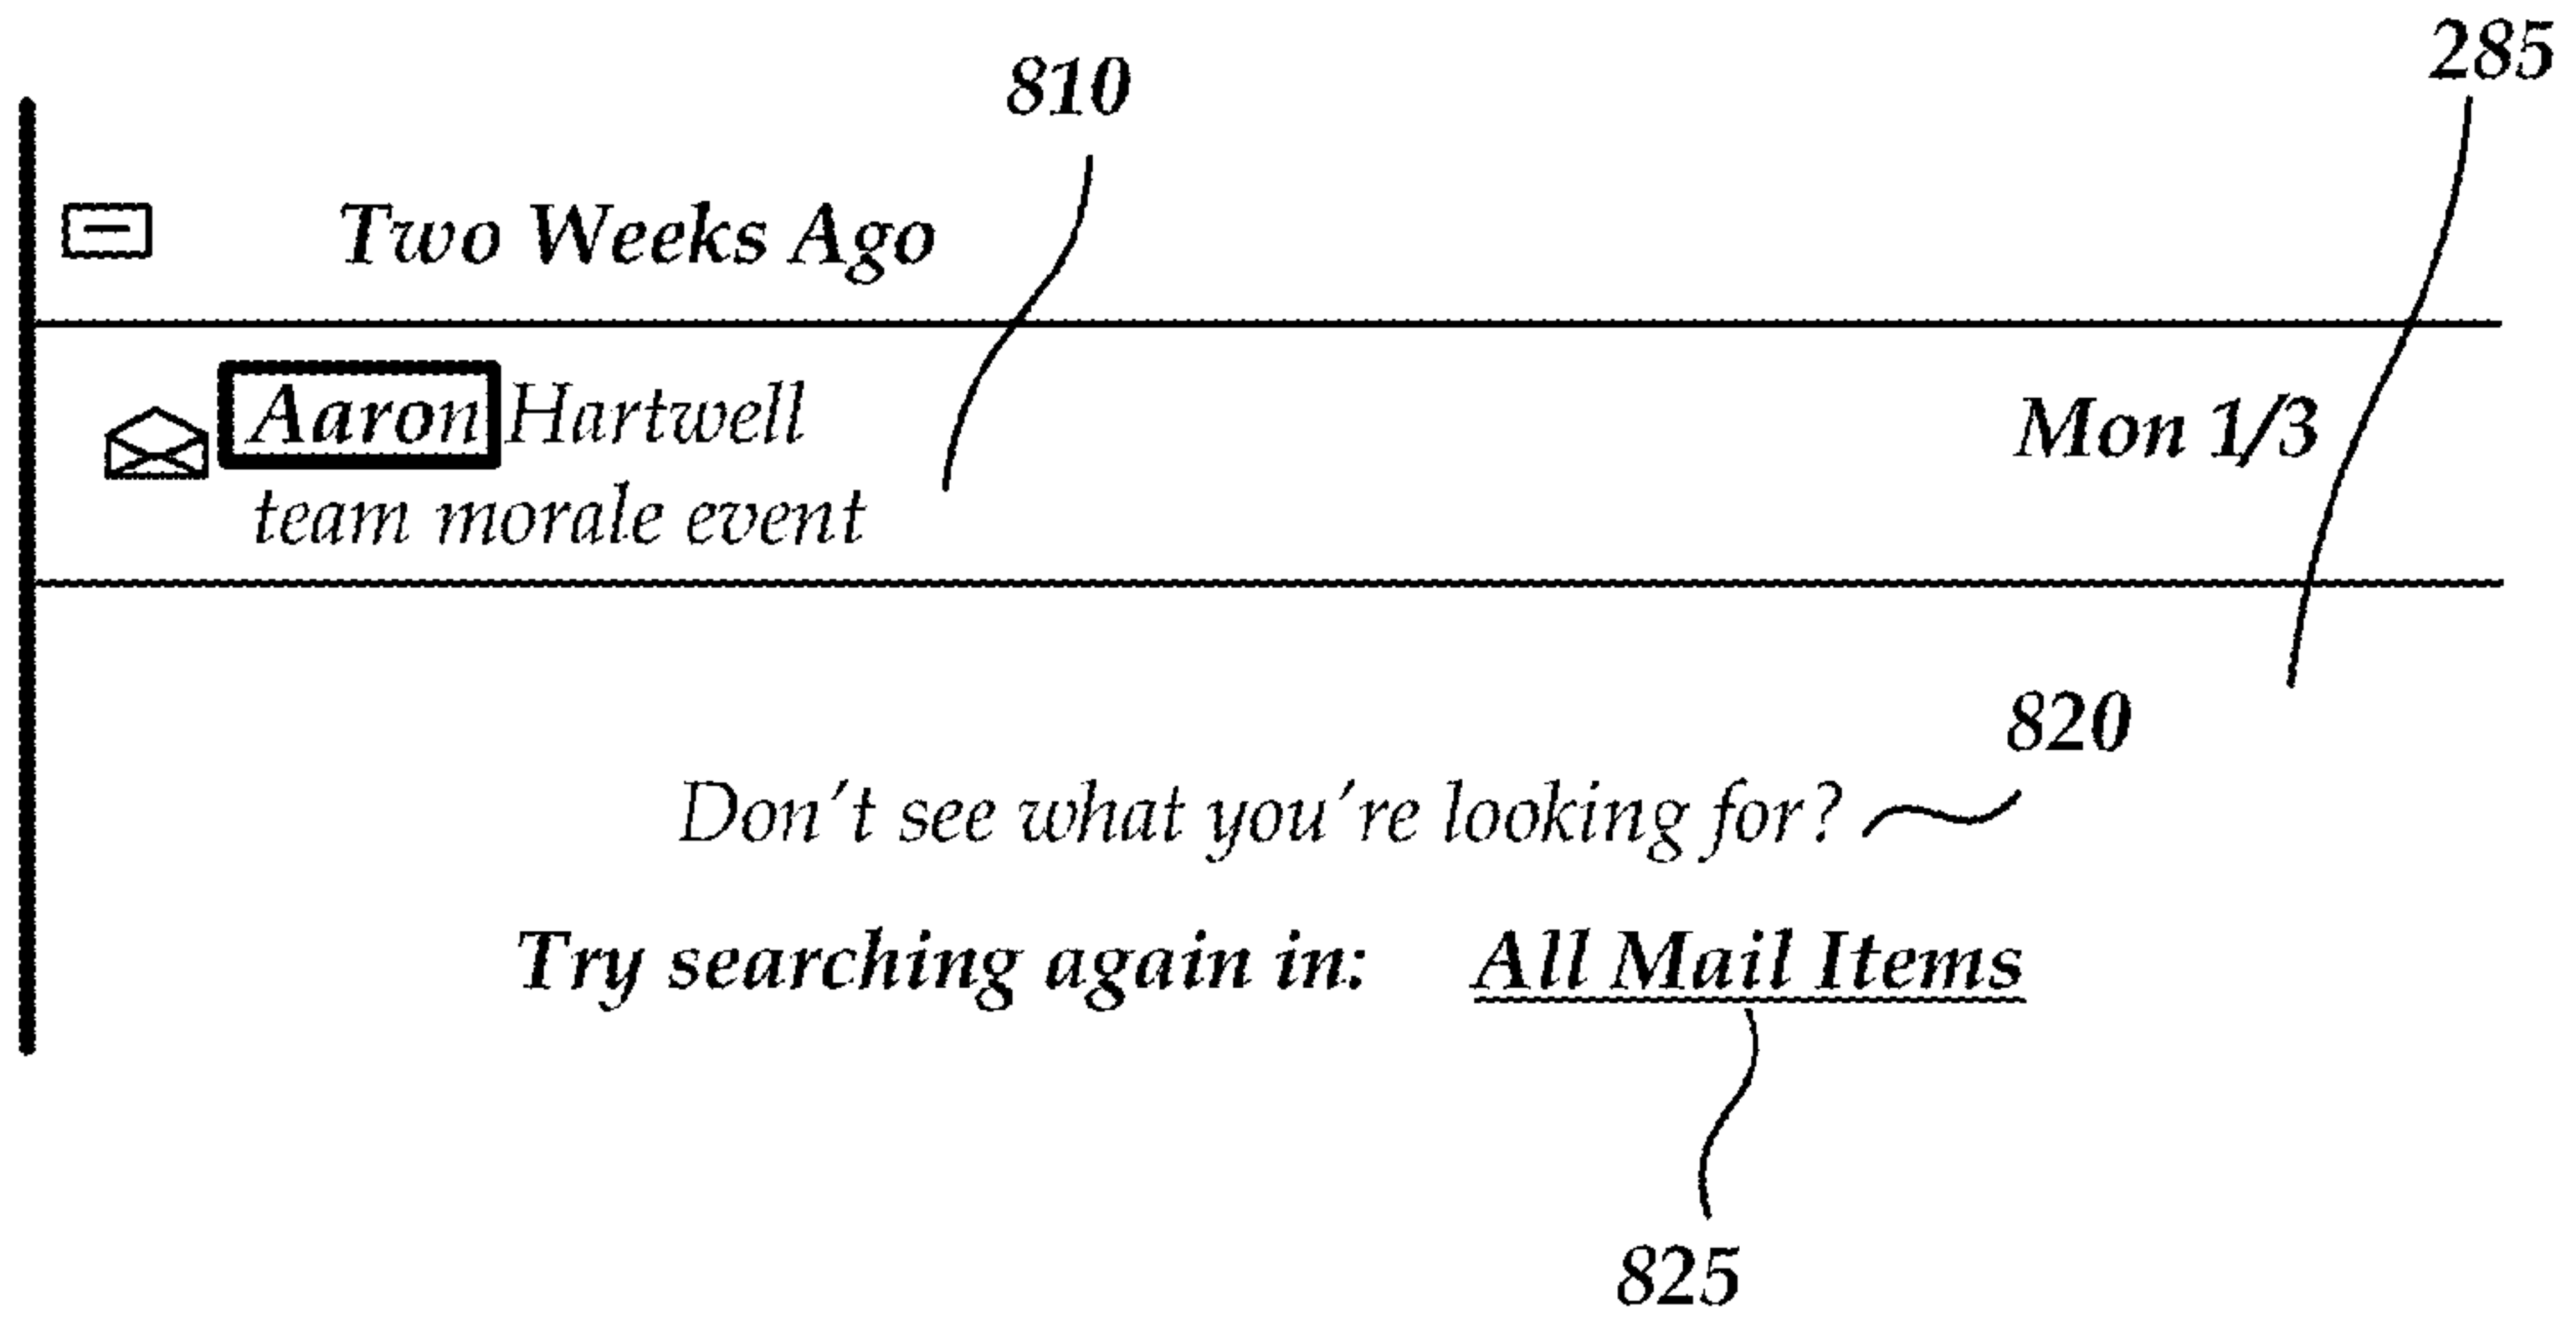 285
810
Two Weeks Ago
Aaron Hartwell
Mon 1/3
team morale event
820
Don't see what you're looking for?
Try searching again in: All Mail Items
825